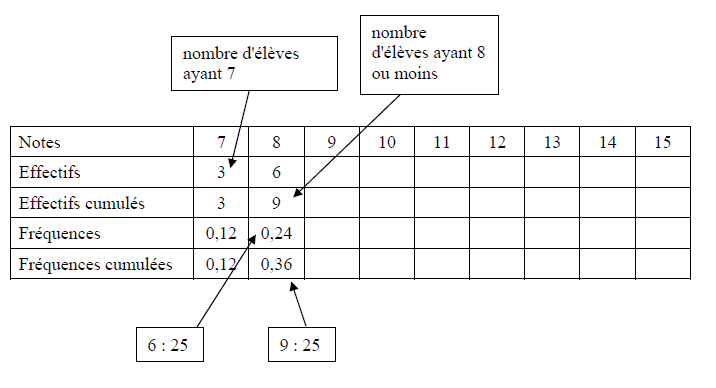 nombre d'élèves
ayant 7
nombre
d'élèves ayant 8
ou moins
Notes 7 8 9 10 11 12 13 14 15
Effectifs 3 6
Effectifs cumulés 3 9
Fréquences 0,12 0,24
Fréquences cumulées 0,12 0,36
6 : 25
9 : 25